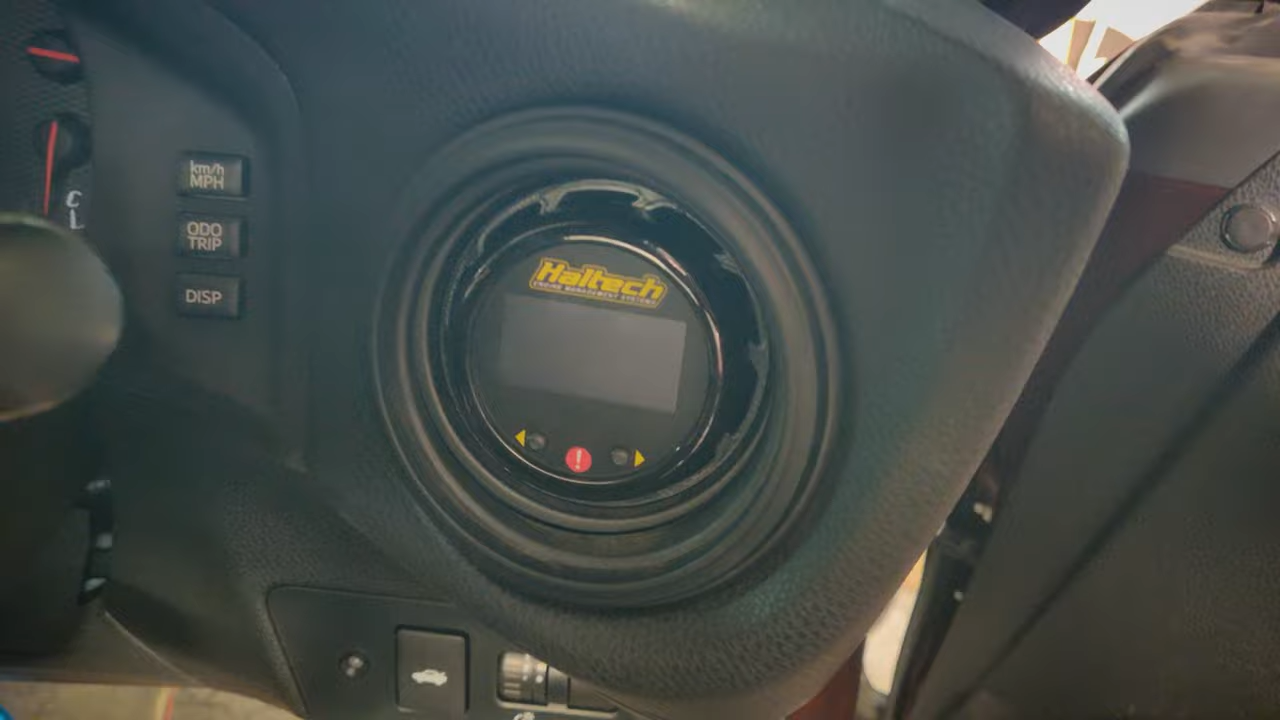 C
L
km/h
MPH
ODO
TRIP
DISP
Haltech
ENGINE MANAGEMENT SYSTEMS
!